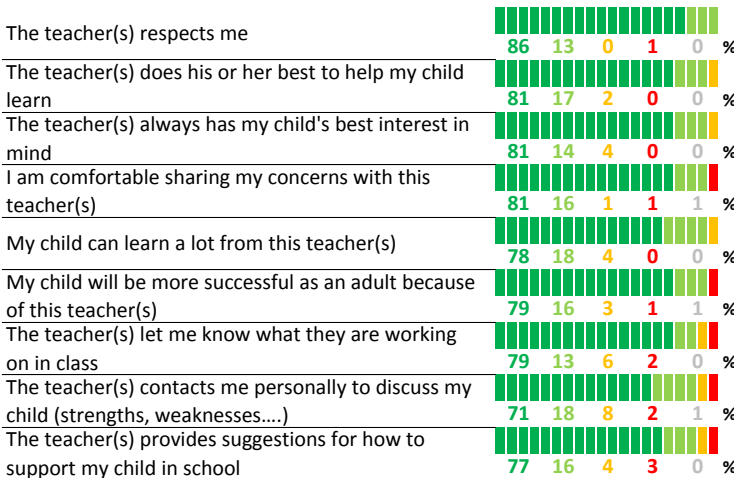 The teacher(s) respects me
86 13 0 1 0 %
The teacher(s) does his or her best to help my child
learn
81 17 2 0 0 %
The teacher(s) always has my child's best interest in
mind
81 14 4 0 0 %
I am comfortable sharing my concerns with this
teacher(s)
81 16 1 1 1 %
My child can learn a lot from this teacher(s)
78 18 4 0 0 %
My child will be more successful as an adult because
of this teacher(s)
79 16 3 1 1 %
The teacher(s) let me know what they are working
on in class
79 13 6 2 0 %
The teacher(s) contacts me personally to discuss my
child (strengths, weaknesses....)
71 18 8 2 1 %
The teacher(s) provides suggestions for how to
support my child in school
77 16 4 3 0 %